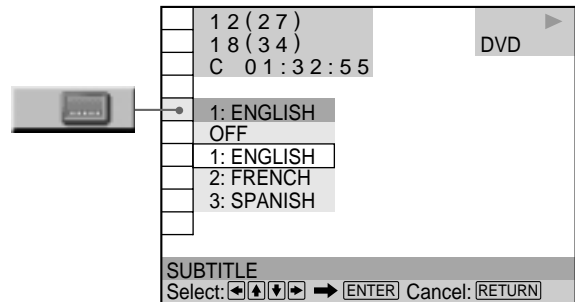 12(27)
18(34)
DVD
C 01:32:55
1: ENGLISH
OFF
1: ENGLISH
2: FRENCH
3: SPANISH
SUBTITLE
Select: ENTER Cancel: RETURN